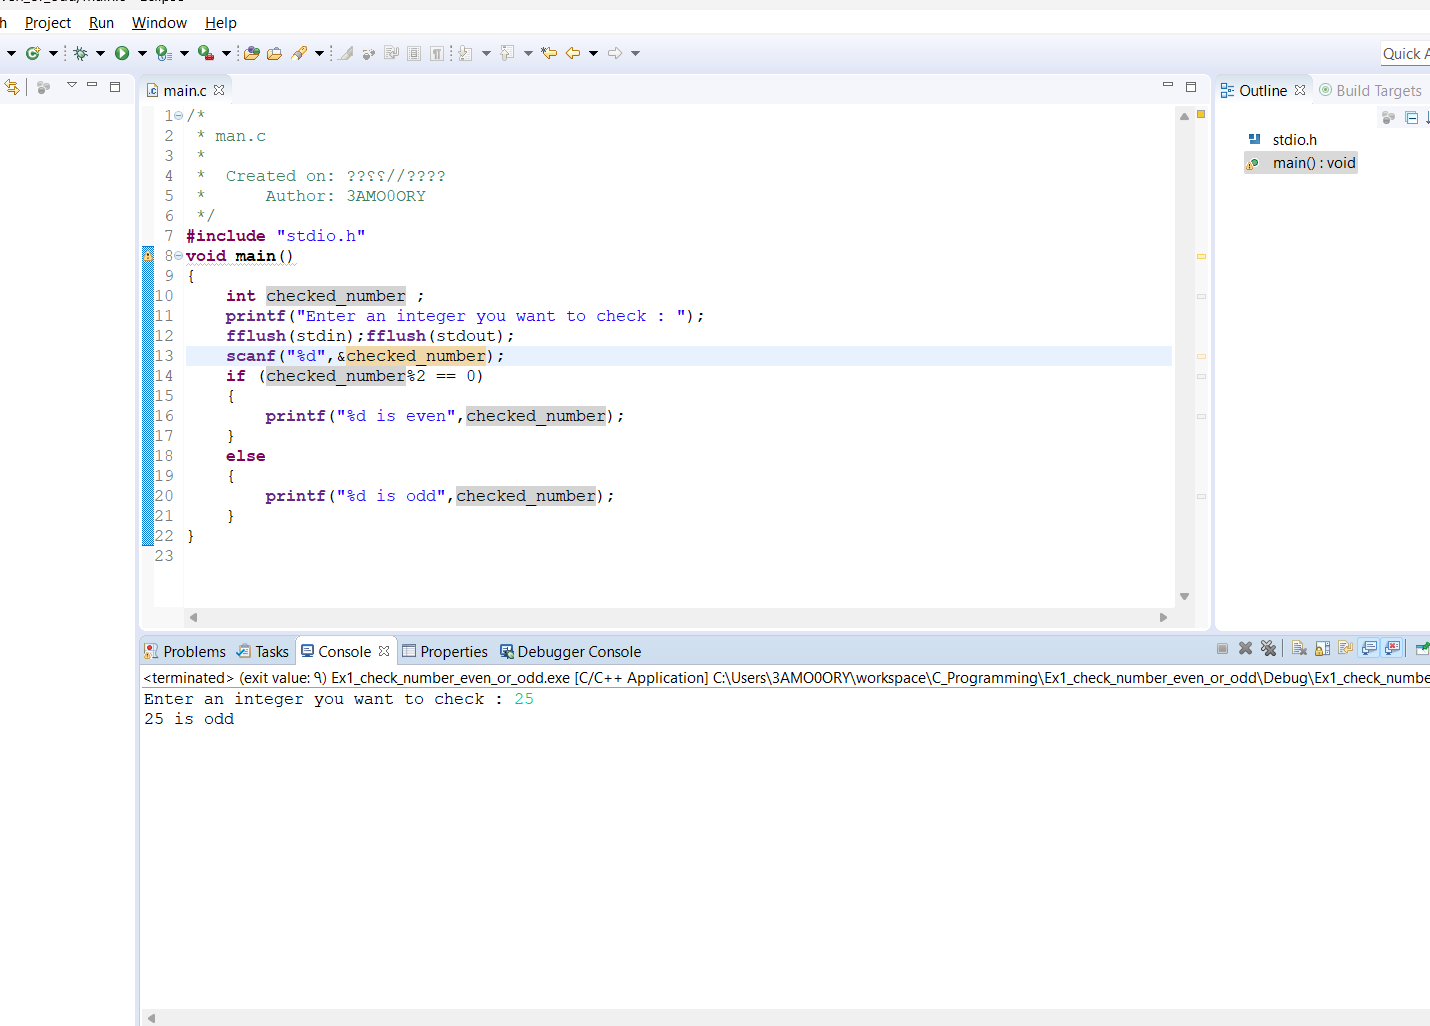 h Project Run Window Help
Quick A
main.c
Outline Build Targets
stdio.h
main() : void
1 /*
2 * man.c
3 *
4 * Created on: ??؟؟//????
5 * Author: 3AMO0ORY
6 */
7 #include "stdio.h"
8 void main()
9 {
10 int checked_number ;
11 printf("Enter an integer you want to check : ");
12 fflush(stdin);fflush(stdout);
13 scanf("%d",&checked_number);
14 if (checked_number%2 == 0)
15 {
16 printf("%d is even",checked_number);
17 }
18 else
19 {
20 printf("%d is odd",checked_number);
21 }
22 }
23
Problems Tasks Console Properties Debugger Console
<terminated> (exit value: ٩) Ex1_check_number_even_or_odd.exe [C/C++ Application] C:\Users\3AMO0ORY\workspace\C_Programming\Ex1_check_number_even_or_odd\Debug\Ex1_check_numbe
Enter an integer you want to check : 25
25 is odd